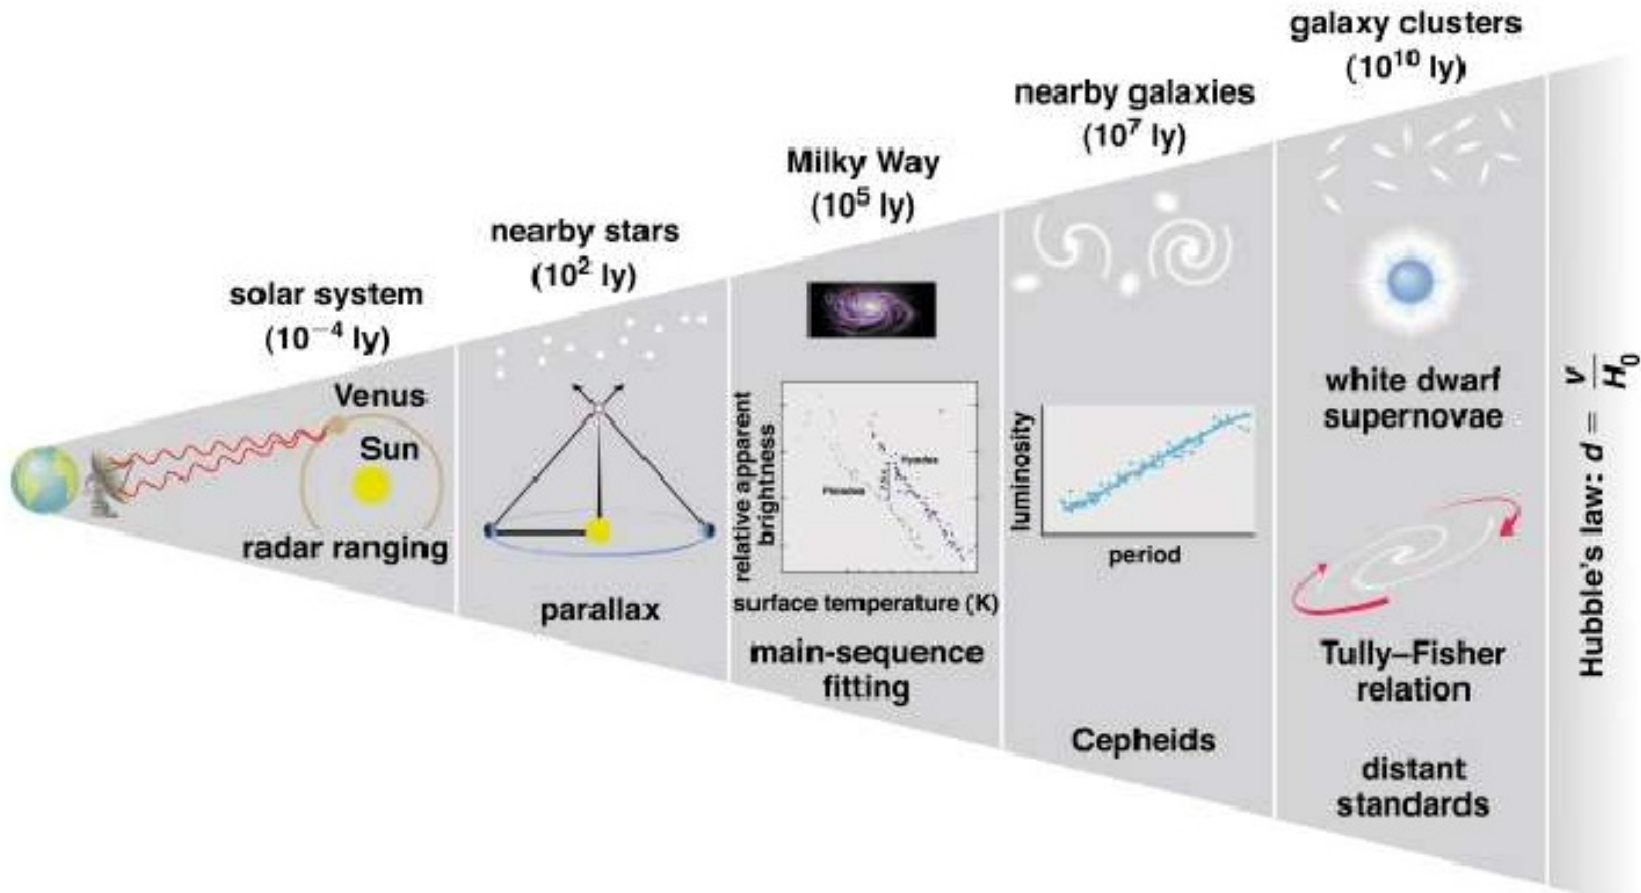 solar system
(10⁻⁴ ly)
Venus
Sun
radar ranging
nearby stars
(10² ly)
parallax
Milky Way
(10⁵ ly)
relative apparent
brightness
Hyades
Pleiades
surface temperature (K)
main-sequence
fitting
nearby galaxies
(10⁷ ly)
luminosity
period
Cepheids
galaxy clusters
(10¹⁰ ly)
white dwarf
supernovae
Tully–Fisher
relation
distant
standards
Hubble's law: d = v/H₀